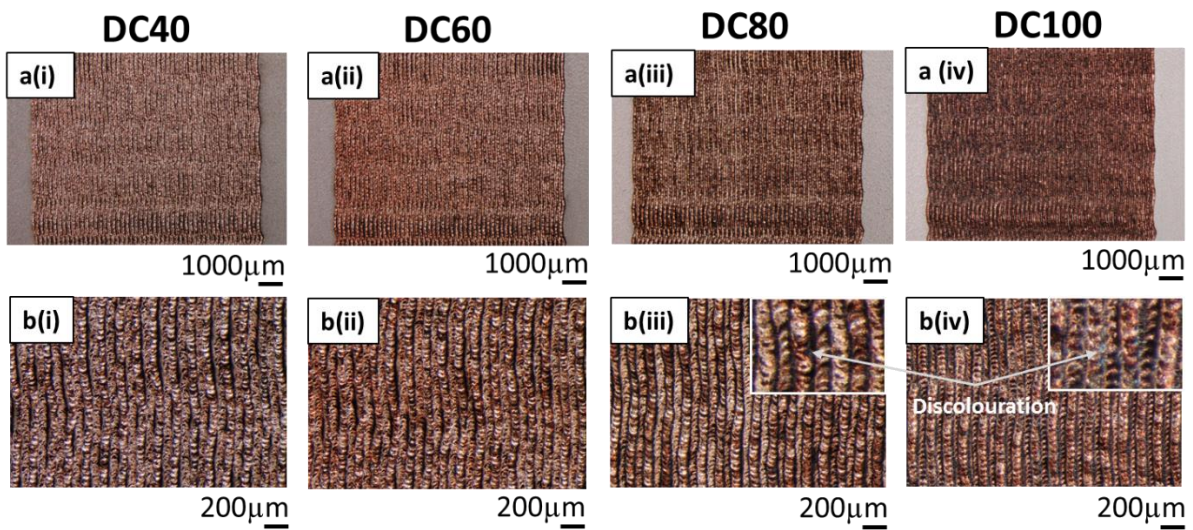 DC40 DC60 DC80 DC100
a(i) a(ii) a(iii) a (iv)
1000μm 1000μm 1000μm 1000μm
b(i) b(ii) b(iii) b(iv)
Discolouration
200μm 200μm 200μm 200μm